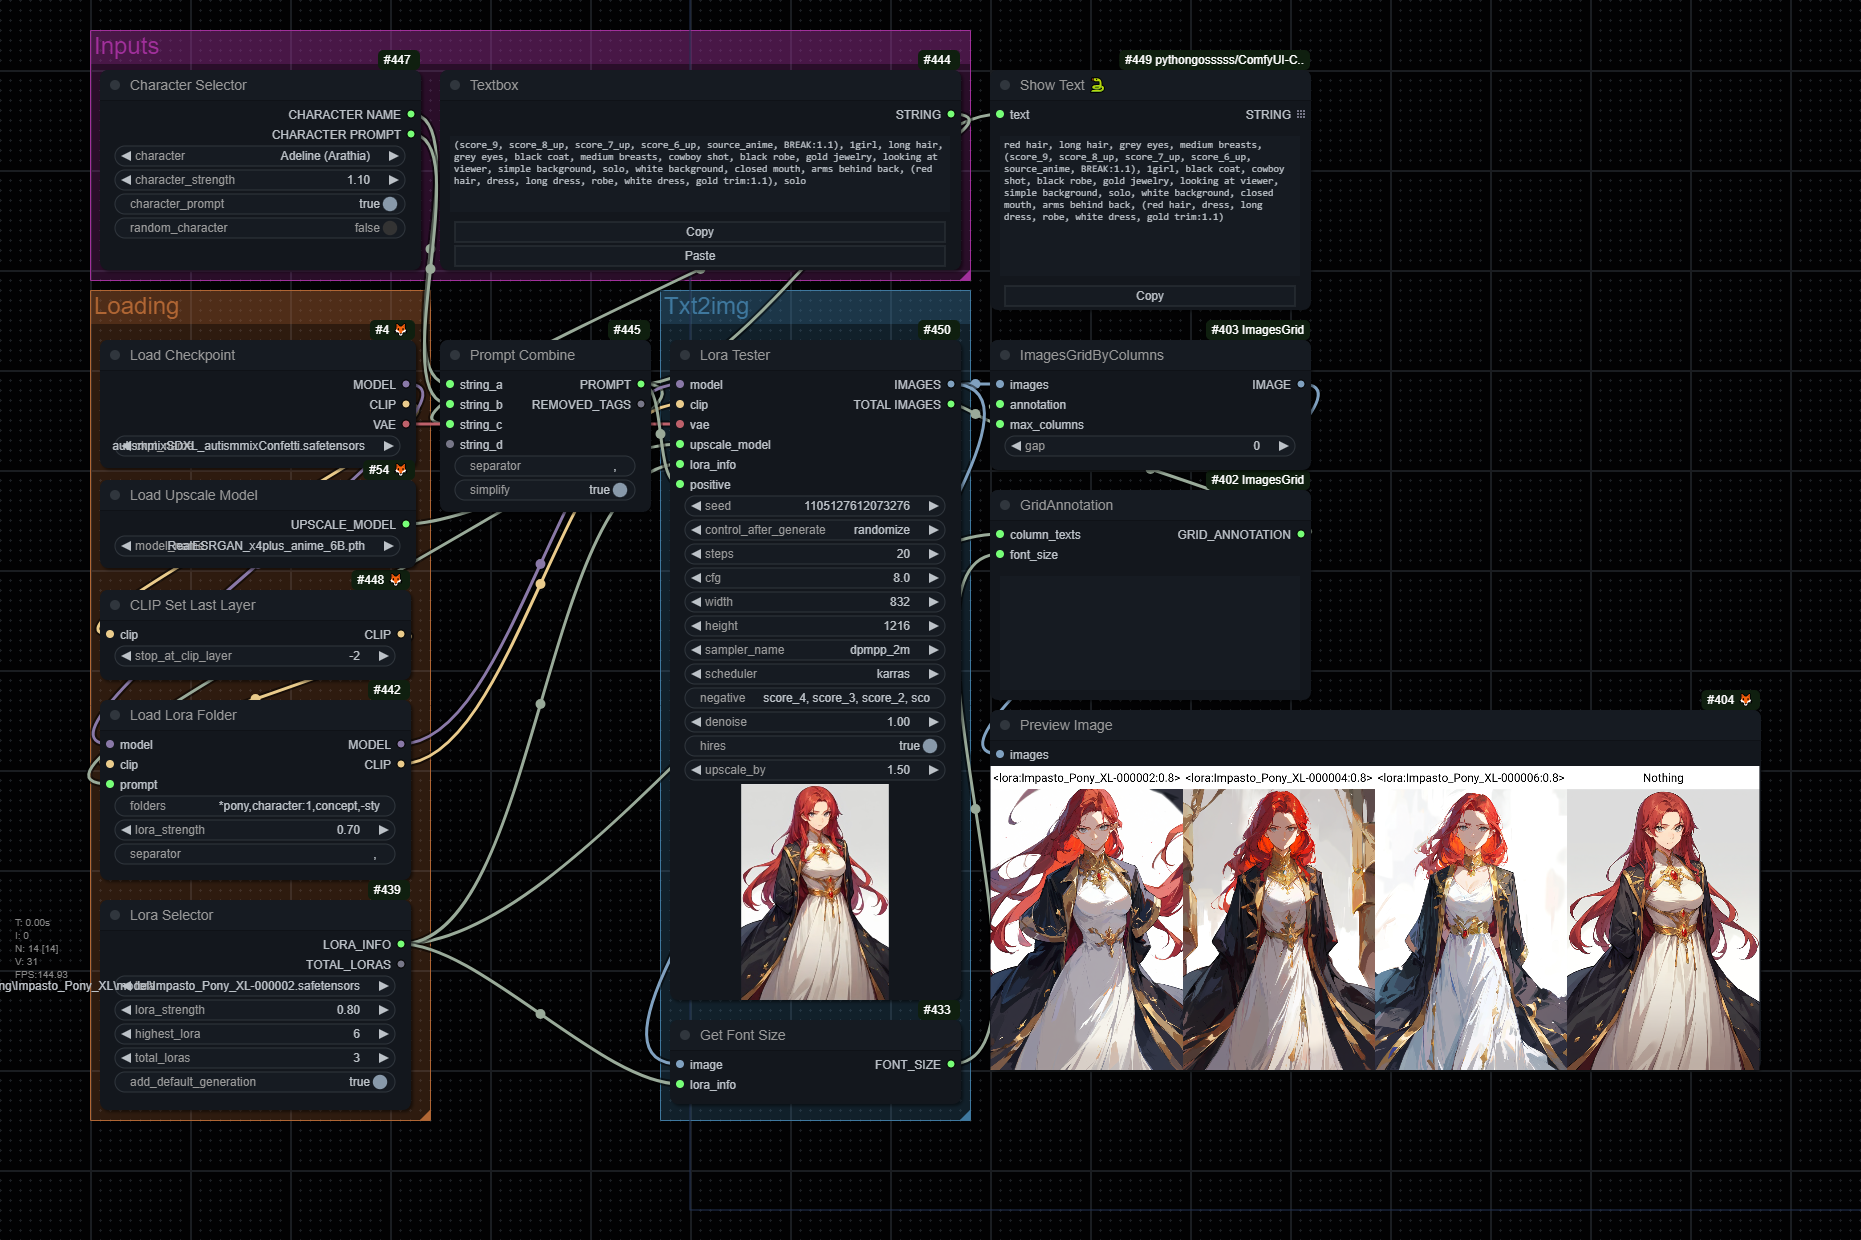 Inputs
#447
Character Selector
CHARACTER NAME
CHARACTER PROMPT
character Adeline (Arathia)
character_strength 1.10
character_prompt true
random_character false
#444
Textbox
STRING
(score_9, score_8_up, score_7_up, score_6_up, source_anime, BREAK:1.1), 1girl, long hair,
grey eyes, black coat, medium breasts, cowboy shot, black robe, gold jewelry, looking at
viewer, simple background, solo, white background, closed mouth, arms behind back, (red
hair, dress, long dress, robe, white dress, gold trim:1.1), solo
Copy
Paste
#449 pythongosssss/ComfyUI-C..
Show Text
text STRING
red hair, long hair, grey eyes, medium breasts,
(score_9, score_8_up, score_7_up, score_6_up,
source_anime, BREAK:1.1), 1girl, black coat, cowboy
shot, black robe, gold jewelry, looking at viewer,
simple background, solo, white background, closed
mouth, arms behind back, (red hair, dress, long
dress, robe, white dress, gold trim:1.1)
Copy
Loading
#4
Load Checkpoint
MODEL
CLIP
VAE
autismmixSDXL_autismmixConfetti.safetensors
#54
Load Upscale Model
UPSCALE_MODEL
RealESRGAN_x4plus_anime_6B.pth
#448
CLIP Set Last Layer
clip CLIP
stop_at_clip_layer -2
#442
Load Lora Folder
model MODEL
clip CLIP
prompt
folders *pony,character:1,concept,-sty
lora_strength 0.70
separator ,
#439
Lora Selector
LORA_INFO
TOTAL_LORAS
ng\Impasto_Pony_XL\model\Impasto_Pony_XL-000002.safetensors
lora_strength 0.80
highest_lora 6
total_loras 3
add_default_generation true
T: 0.00s
I: 0
N: 14 [14]
V: 31
FPS:144.93
#445
Prompt Combine
string_a PROMPT
string_b REMOVED_TAGS
string_c
string_d
separator ,
simplify true
Txt2img
#450
Lora Tester
model IMAGES
clip TOTAL IMAGES
vae
upscale_model
lora_info
positive
seed 1105127612073276
control_after_generate randomize
steps 20
cfg 8.0
width 832
height 1216
sampler_name dpmpp_2m
scheduler karras
negative score_4, score_3, score_2, sco
denoise 1.00
hires true
upscale_by 1.50
#433
Get Font Size
image FONT_SIZE
lora_info
#403 ImagesGrid
ImagesGridByColumns
images IMAGE
annotation
max_columns
gap 0
#402 ImagesGrid
GridAnnotation
column_texts GRID_ANNOTATION
font_size
#404
Preview Image
images
<lora:Impasto_Pony_XL-000002:0.8> <lora:Impasto_Pony_XL-000004:0.8> <lora:Impasto_Pony_XL-000006:0.8> Nothing